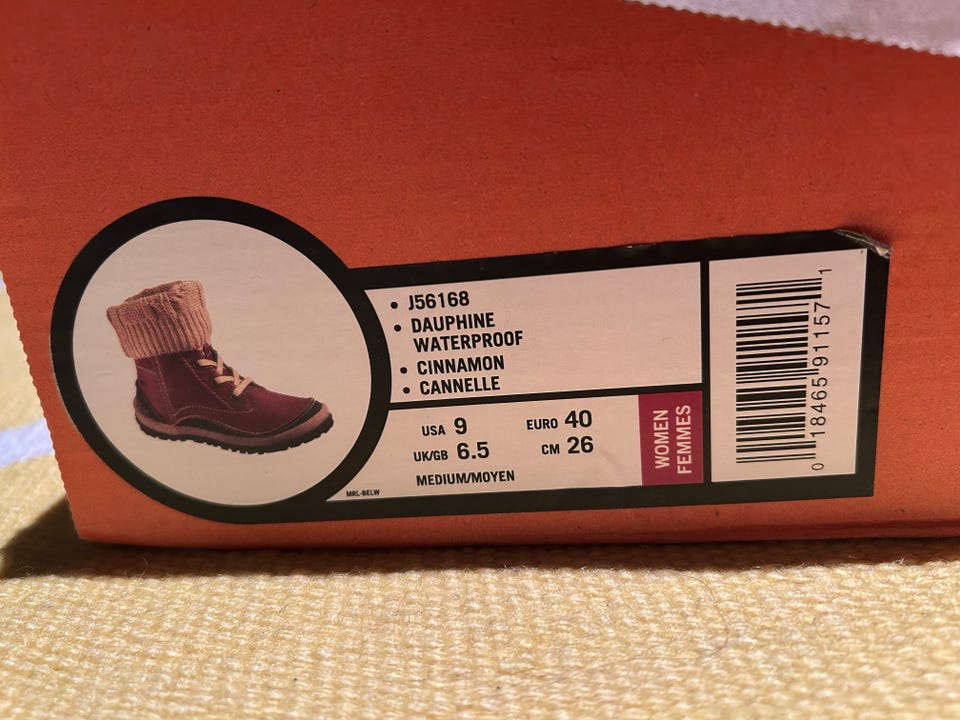 • J56168
• DAUPHINE
WATERPROOF
• CINNAMON
• CANNELLE
USA 9 EURO 40
UK/GB 6.5 CM 26
MEDIUM/MOYEN
WOMEN
FEMMES
MRL-BELW
0 18465 91157 1